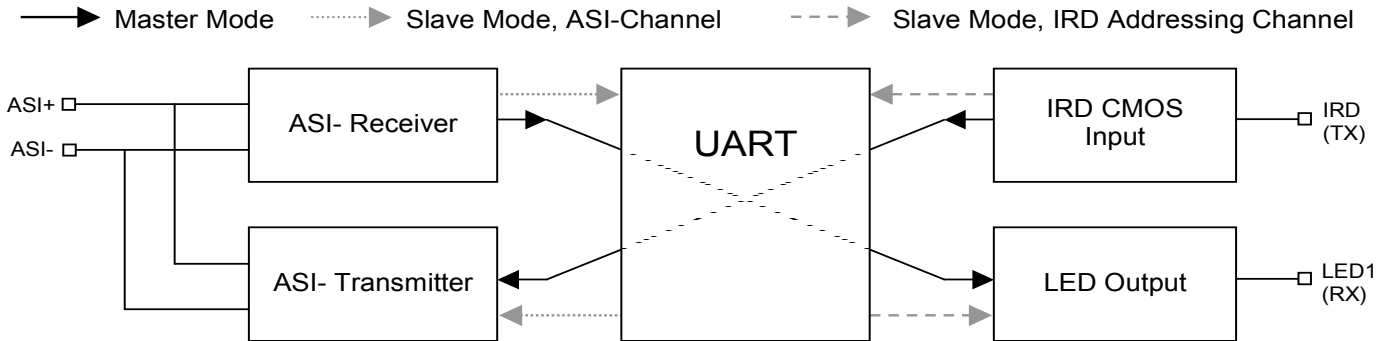 Master Mode
Slave Mode, ASI-Channel
Slave Mode, IRD Addressing Channel
ASI+
ASI-
ASI- Receiver
UART
IRD CMOS
Input
IRD
(TX)
ASI- Transmitter
LED Output
LED1
(RX)